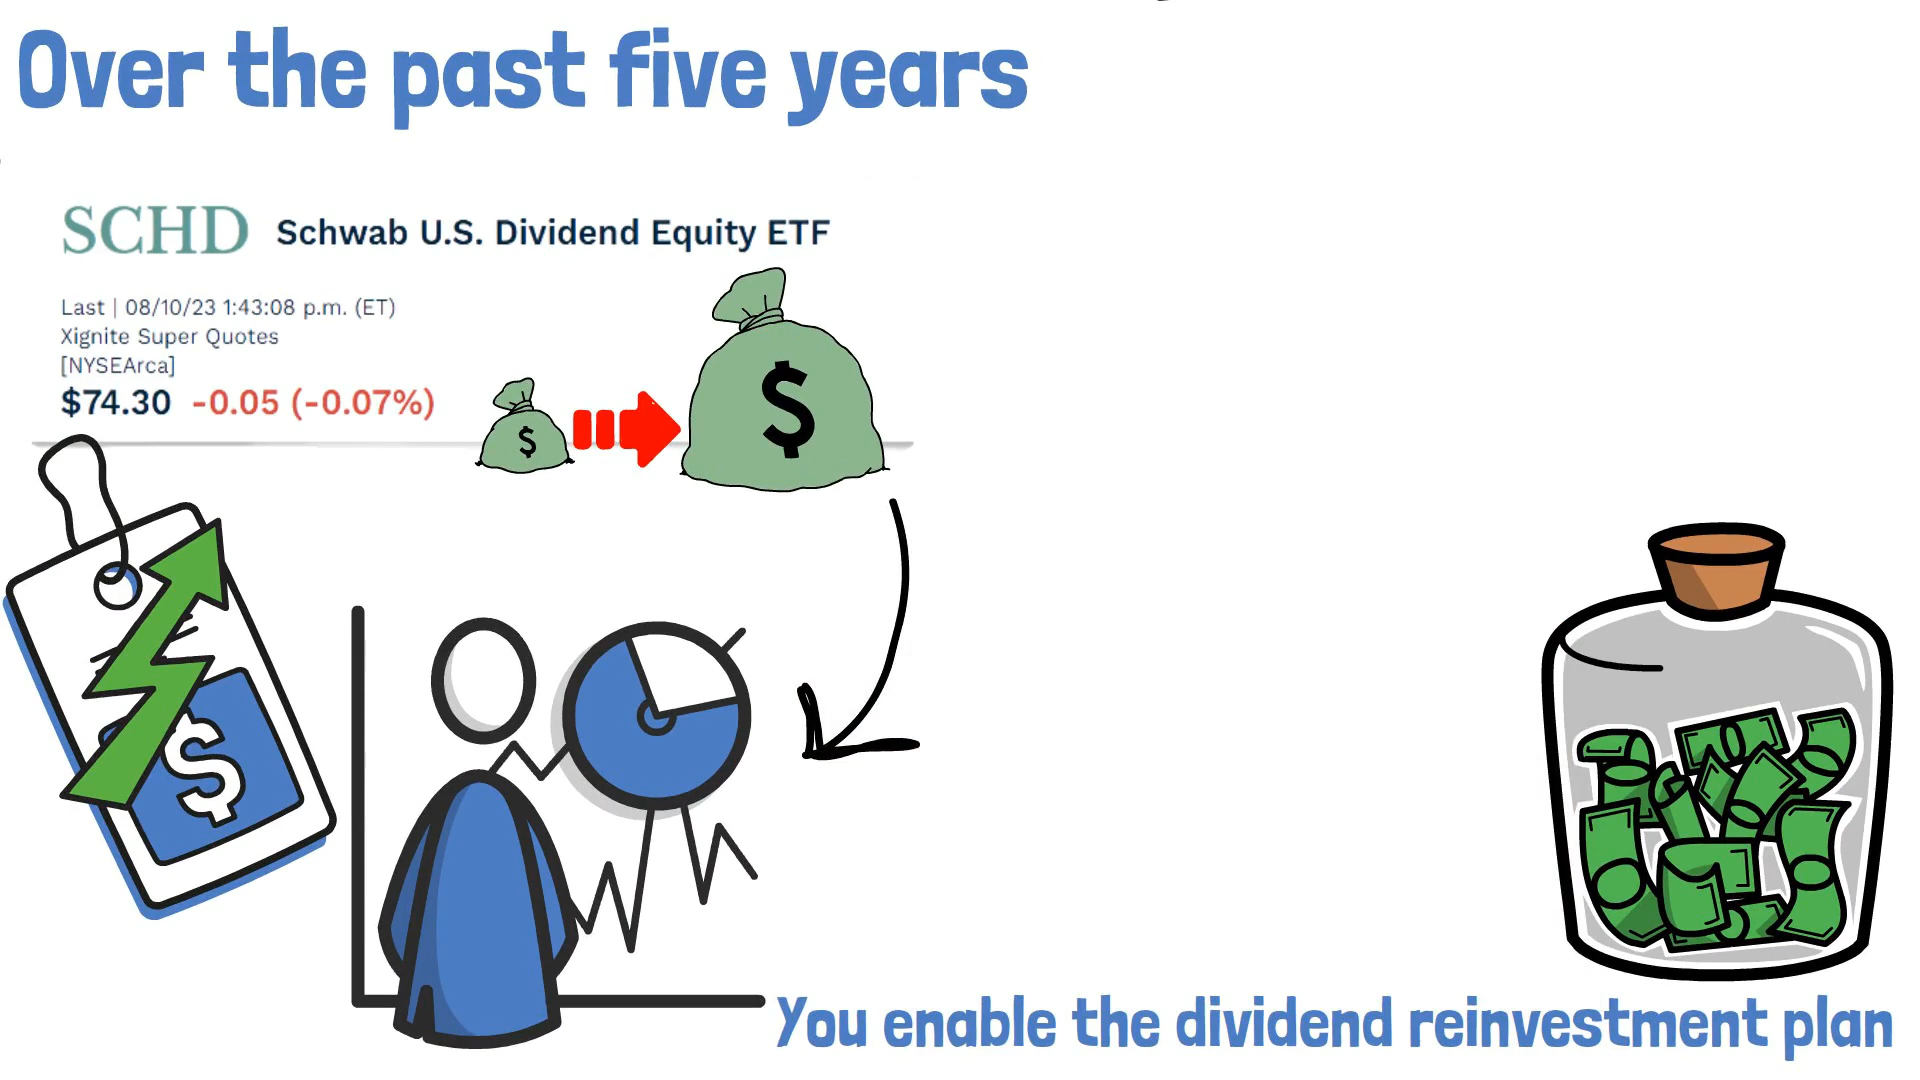 Over the past five years
SCHD Schwab U.S. Dividend Equity ETF
Last | 08/10/23 1:43:08 p.m. (ET)
Xignite Super Quotes
[NYSEArca]
$74.30 -0.05 (-0.07%)
$
$
$
You enable the dividend reinvestment plan